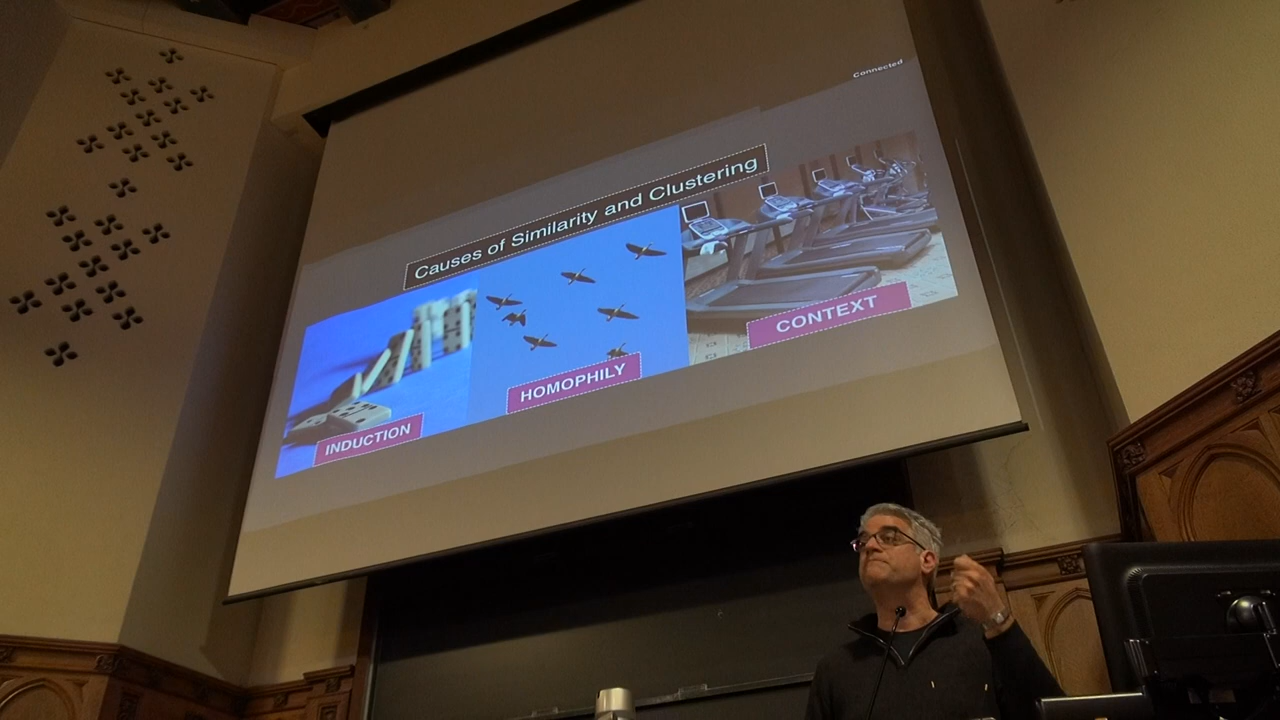 Connected
Causes of Similarity and Clustering
INDUCTION
HOMOPHILY
CONTEXT